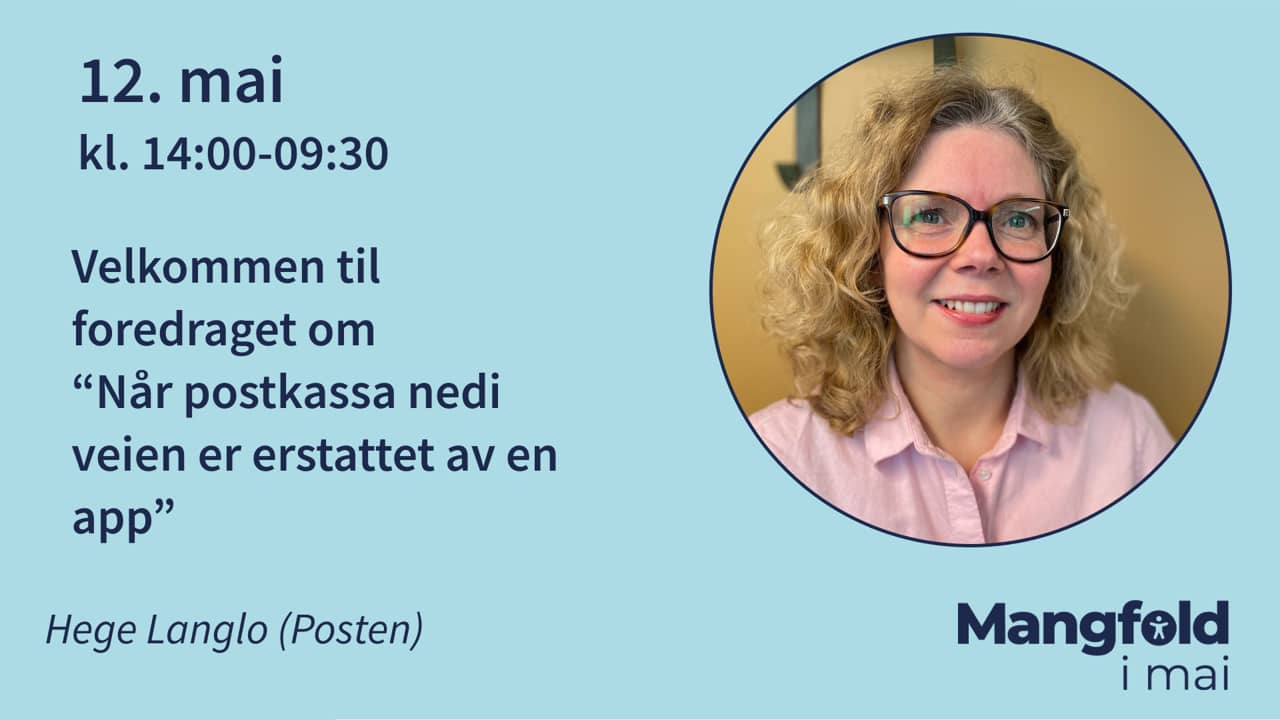 12. mai
kl. 14:00-09:30
Velkommen til
foredraget om
“Når postkassa nedi
veien er erstattet av en
app”
Hege Langlo (Posten)
Mangfold
i mai